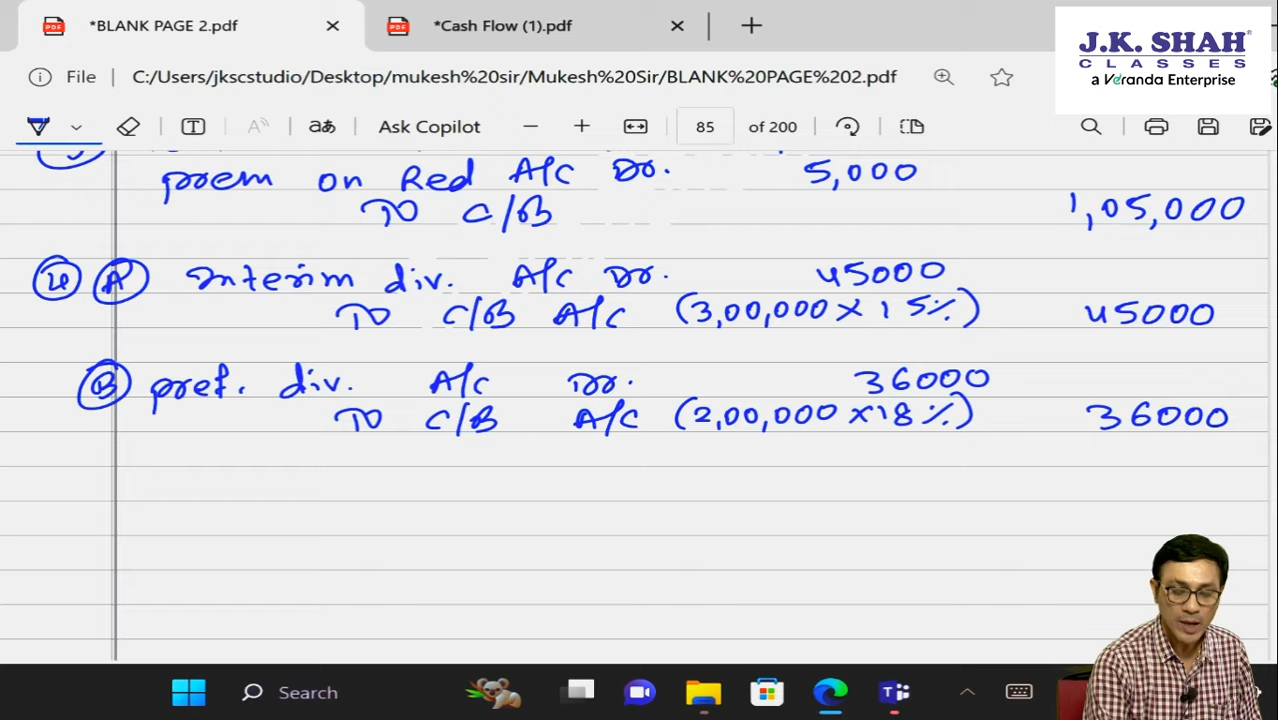 *BLANK PAGE 2.pdf
*Cash Flow (1).pdf
J.K. SHAH®
CLASSES
a Veranda Enterprise
File
C:/Users/jkscstudio/Desktop/mukesh%20sir/Mukesh%20Sir/BLANK%20PAGE%202.pdf
Ask Copilot
85 of 200
prem on Red A/C Dr. 5,000
To C/B 1,05,000
4 A Interim div. A/C Dr. 45000
To C/B A/C (3,00,000 x 15%) 45000
B pref. div. A/C Dr. 36000
To C/B A/C (2,00,000 x 18%) 36000
Search